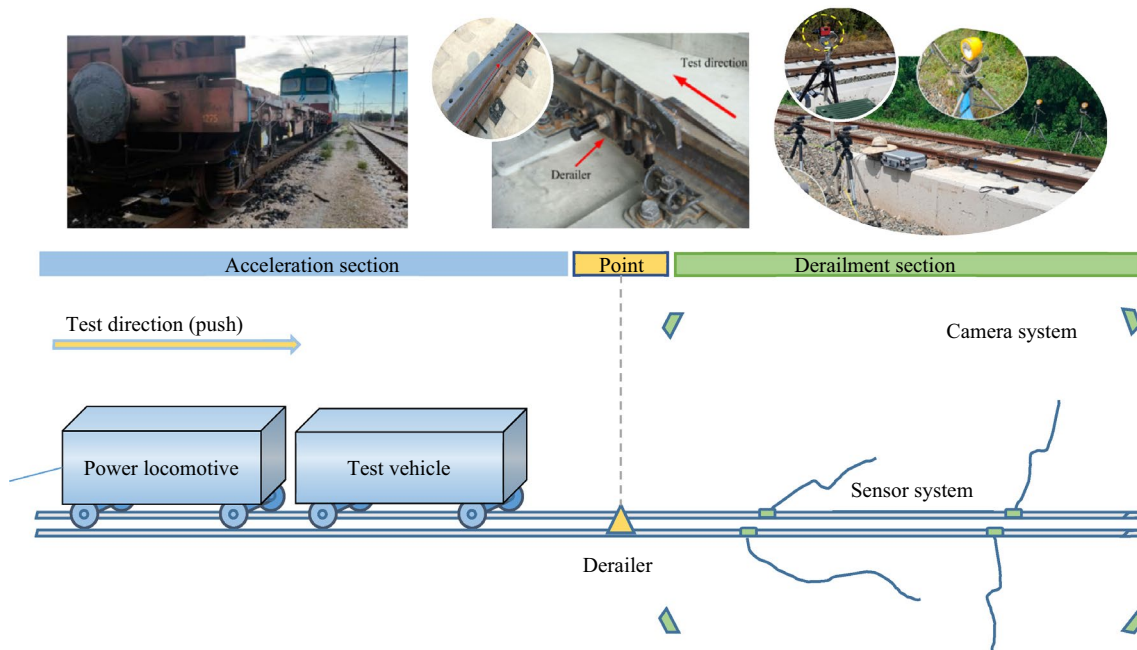 Test direction
Derailer
Acceleration section
Point
Derailment section
Test direction (push)
Camera system
Power locomotive
Test vehicle
Sensor system
Derailer